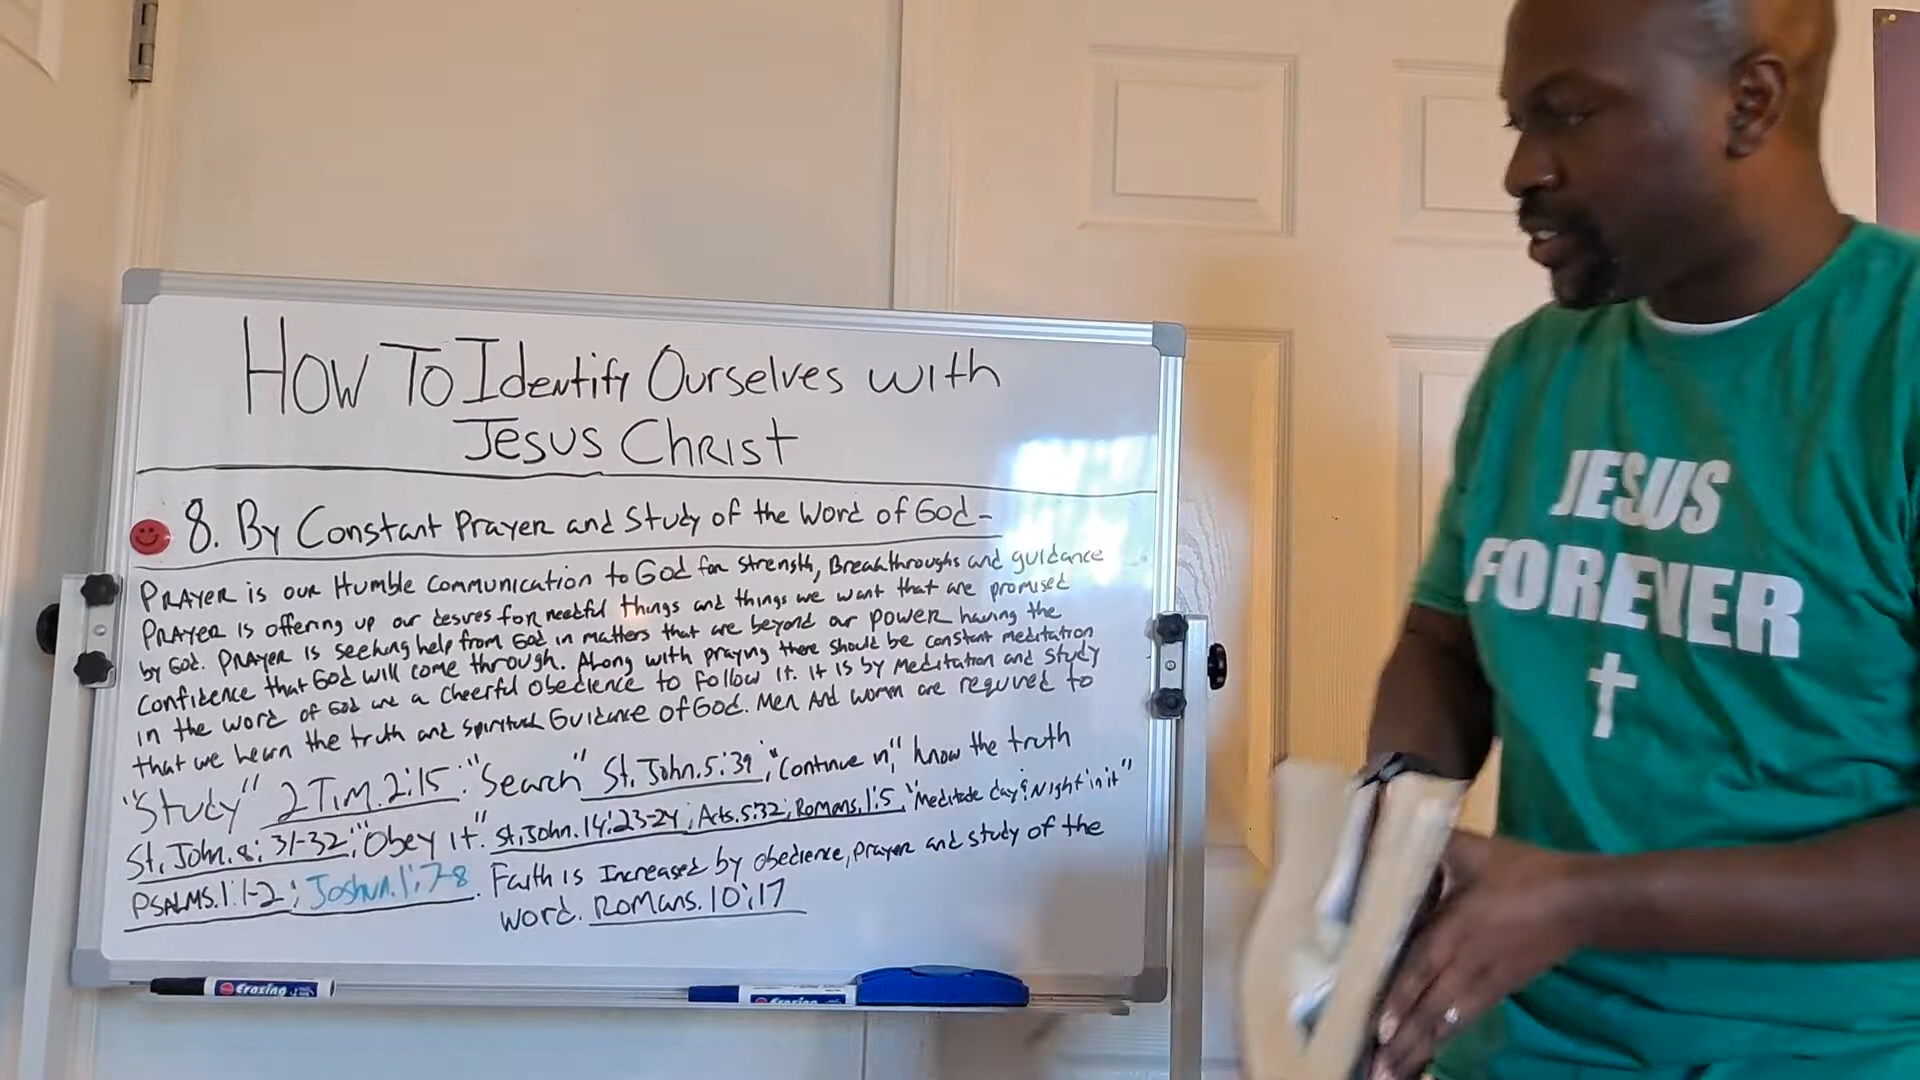 How To Identify Ourselves with
Jesus Christ
8. By Constant Prayer and Study of the Word of God-
Prayer is our Humble Communication to God for strength, Breakthroughs and guidance
Prayer is offering up our desires for needful things and things we want that are promised
by God. Prayer is seeking help from God in matters that are beyond our power having the
confidence that God will come through. Along with praying there should be constant meditation
in the word of God and a cheerful obedience to follow it. It is by Meditation and study
that we learn the truth and spiritual Guidance of God. Men And women are required to
"Study" 2 Tim. 2:15; "Search" St. John. 5:39; "Continue in," know the truth
St. John. 8:31-32; "Obey it" St. John. 14:23-24; Acts. 5:32; Romans. 1:5, "Meditate day & Night in it"
PSALMS. 1:1-2; Joshua. 1:7-8. Faith is Increased by obedience, prayer and study of the
word. Romans. 10:17
Erasing
Erasing
JESUS
FOREVER